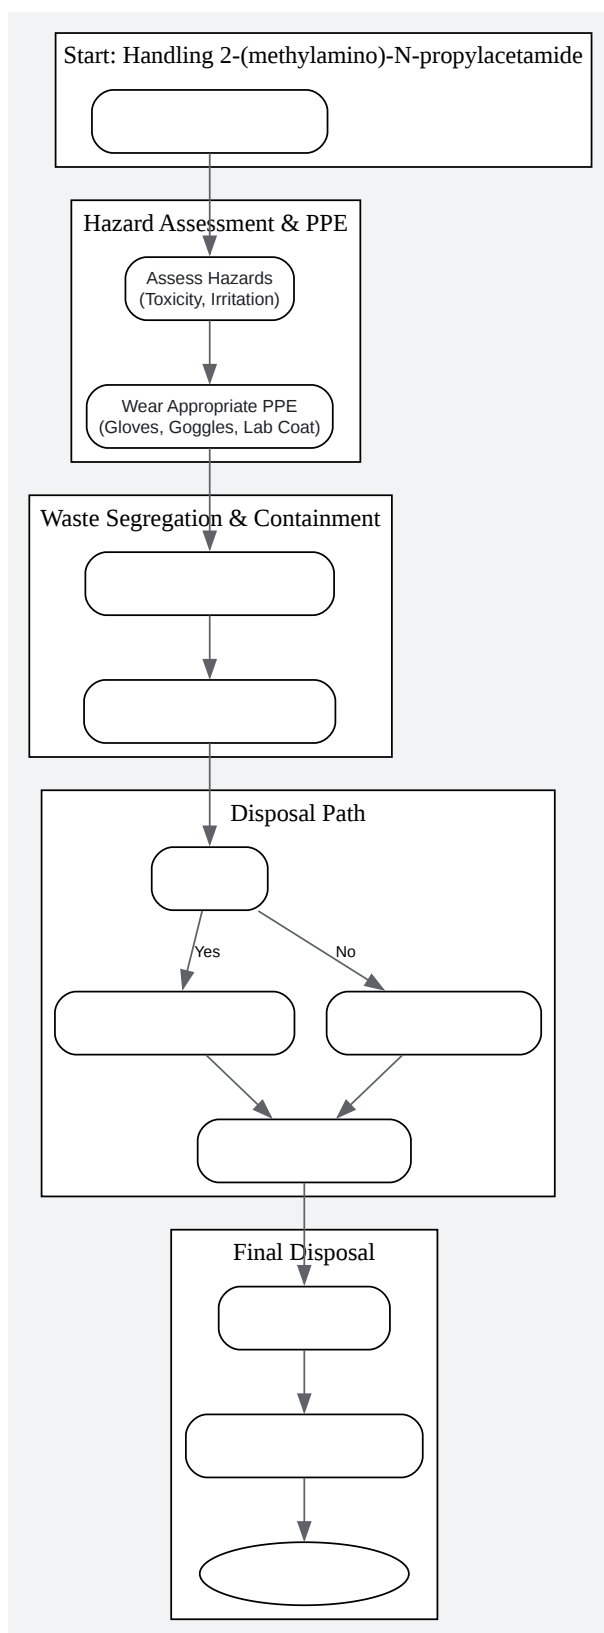 Start: Handling 2-(methylamino)-N-propylacetamide
Hazard Assessment & PPE
Assess Hazards
(Toxicity, Irritation)
Wear Appropriate PPE
(Gloves, Goggles, Lab Coat)
Waste Segregation & Containment
Disposal Path
Yes
No
Final Disposal